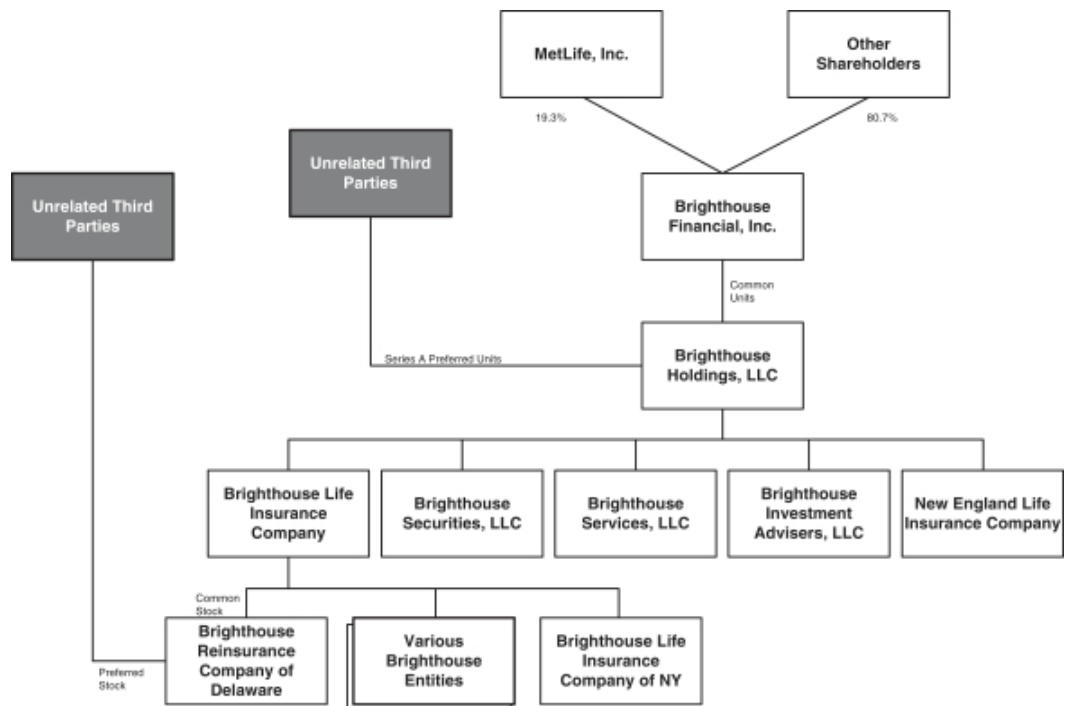 MetLife, Inc.
Other
Shareholders
19.3%
80.7%
Unrelated Third
Parties
Unrelated Third
Parties
Brighthouse
Financial, Inc.
Common
Units
Series A Preferred Units
Brighthouse
Holdings, LLC
Brighthouse Life
Insurance
Company
Brighthouse
Securities, LLC
Brighthouse
Services, LLC
Brighthouse
Investment
Advisers, LLC
New England Life
Insurance Company
Common
Stock
Brighthouse
Reinsurance
Company of
Delaware
Various
Brighthouse
Entities
Brighthouse Life
Insurance
Company of NY
Preferred
Stock